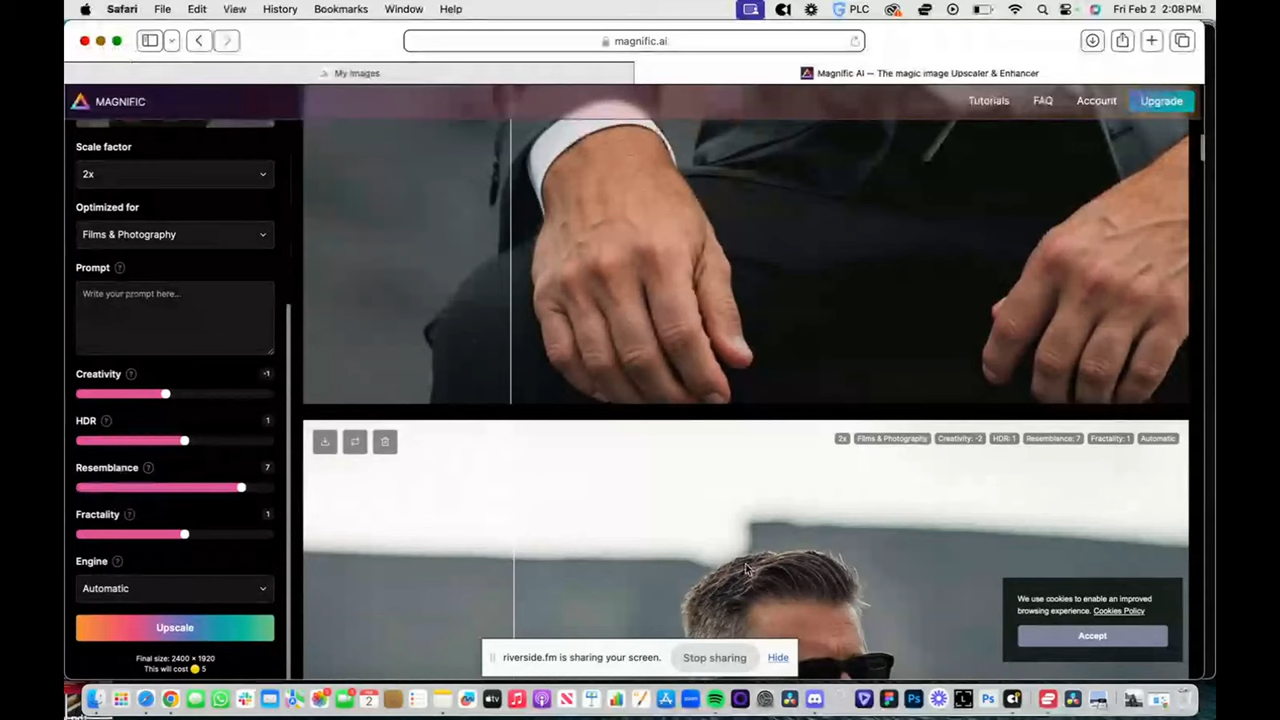 Safari File Edit View History Bookmarks Window Help PLC Fri Feb 2 2:08 PM
magnific.ai
My Images Magnific AI — The magic image Upscaler & Enhancer
MAGNIFIC Tutorials FAQ Account Upgrade
Scale factor
2x
Optimized for
Films & Photography
Prompt ?
Write your prompt here...
Creativity ? -1
HDR ? 1
Resemblance ? 7
Fractality ? 1
Engine ?
Automatic
Upscale
Final size: 2400 × 1920
This will cost 5
2x Films & Photography Creativity: -2 HDR: 1 Resemblance: 7 Fractality: 1 Automatic
We use cookies to enable an improved
browsing experience. Cookies Policy
Accept
riverside.fm is sharing your screen. Stop sharing Hide